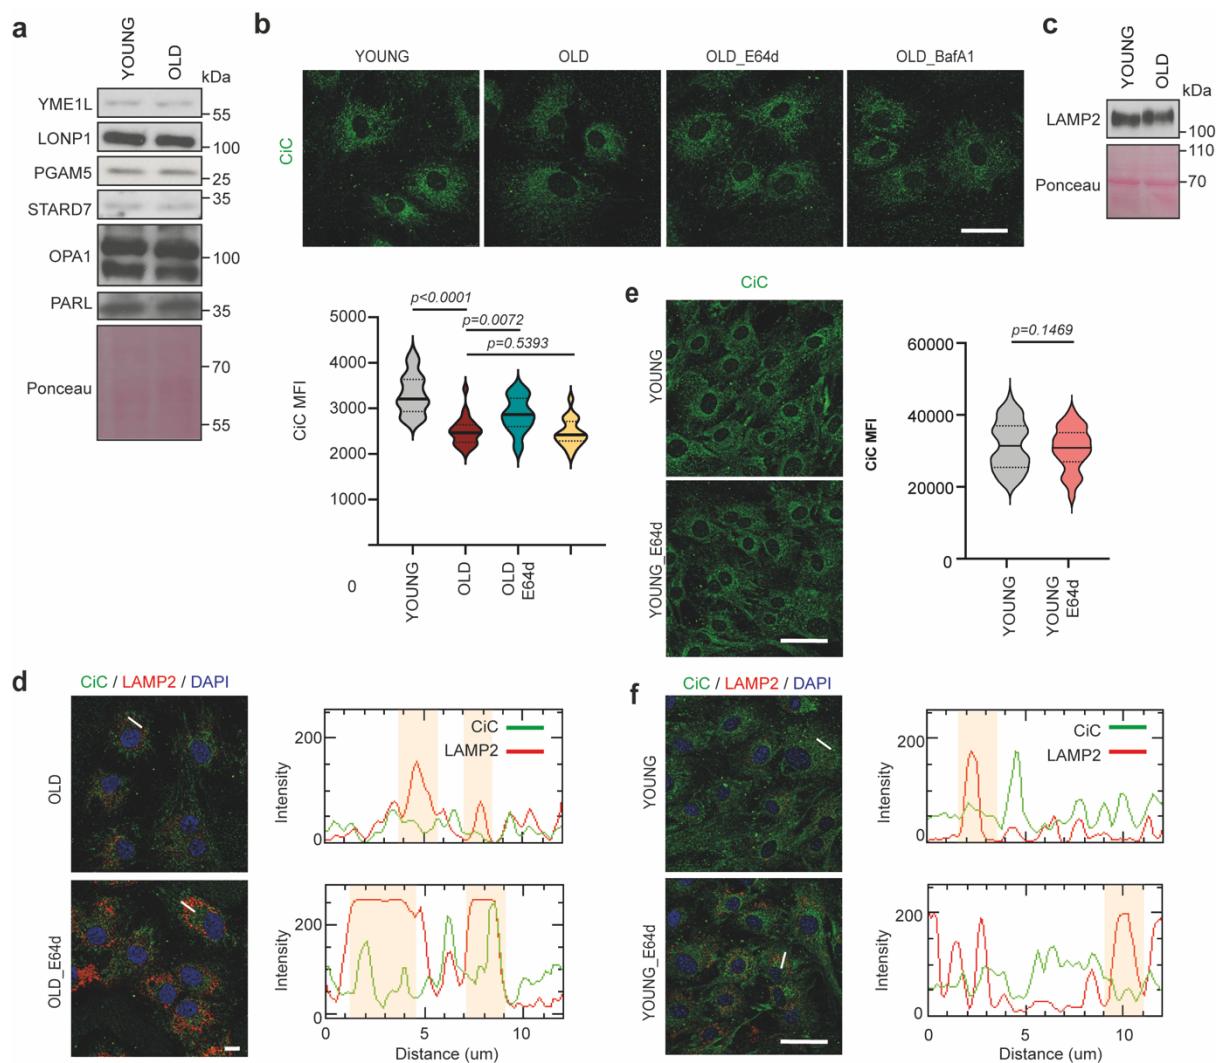 a
YOUNG
OLD
kDa
YME1L
55
LONP1
100
PGAM5
25
35
STARD7
OPA1
100
PARL
35
Ponceau
70
55
b
YOUNG
OLD
OLD_E64d
OLD_BafA1
CiC
p<0.0001
p=0.0072
p=0.5393
CiC MFI
5000
4000
3000
2000
1000
0
YOUNG
OLD
OLD
E64d
c
YOUNG
OLD
kDa
LAMP2
100
110
Ponceau
70
e
CiC
YOUNG
YOUNG_E64d
p=0.1469
CiC MFI
60000
40000
20000
0
YOUNG
YOUNG
E64d
d
CiC / LAMP2 / DAPI
OLD
OLD_E64d
CiC
LAMP2
Intensity
200
0
Intensity
200
0
0
5
10
Distance (um)
f
CiC / LAMP2 / DAPI
YOUNG
YOUNG_E64d
CiC
LAMP2
Intensity
200
0
Intensity
200
0
0
5
10
Distance (um)